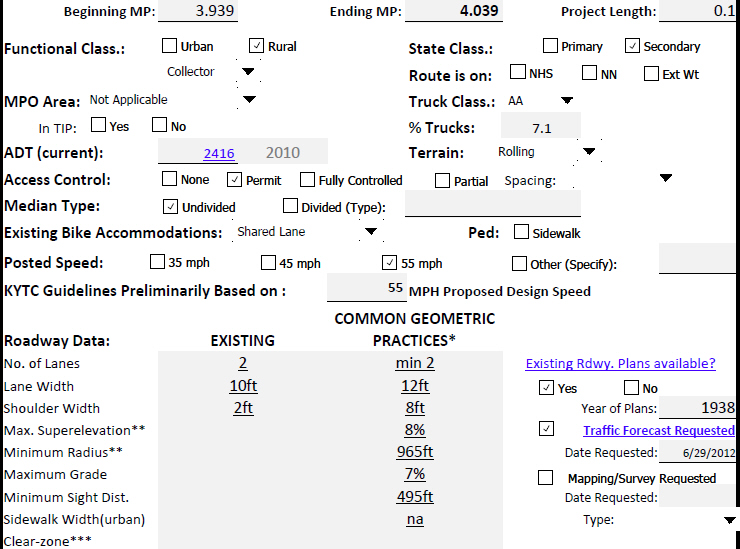 Beginning MP: 3.939 Ending MP: 4.039 Project Length: 0.1
Functional Class.: Urban Rural State Class.: Primary Secondary
Collector Route is on: NHS NN Ext Wt
MPO Area: Not Applicable Truck Class.: AA
In TIP: Yes No % Trucks: 7.1
ADT (current): 2416 2010 Terrain: Rolling
Access Control: None Permit Fully Controlled Partial Spacing:
Median Type: Undivided Divided (Type):
Existing Bike Accommodations: Shared Lane Ped: Sidewalk
Posted Speed: 35 mph 45 mph 55 mph Other (Specify):
KYTC Guidelines Preliminarily Based on : 55 MPH Proposed Design Speed
COMMON GEOMETRIC
Roadway Data: EXISTING PRACTICES*
No. of Lanes 2 min 2 Existing Rdwy. Plans available?
Lane Width 10ft 12ft Yes No
Shoulder Width 2ft 8ft Year of Plans: 1938
Max. Superelevation** 8% Traffic Forecast Requested
Minimum Radius** 965ft Date Requested: 6/29/2012
Maximum Grade 7% Mapping/Survey Requested
Minimum Sight Dist. 495ft Date Requested:
Sidewalk Width(urban) na Type:
Clear-zone***